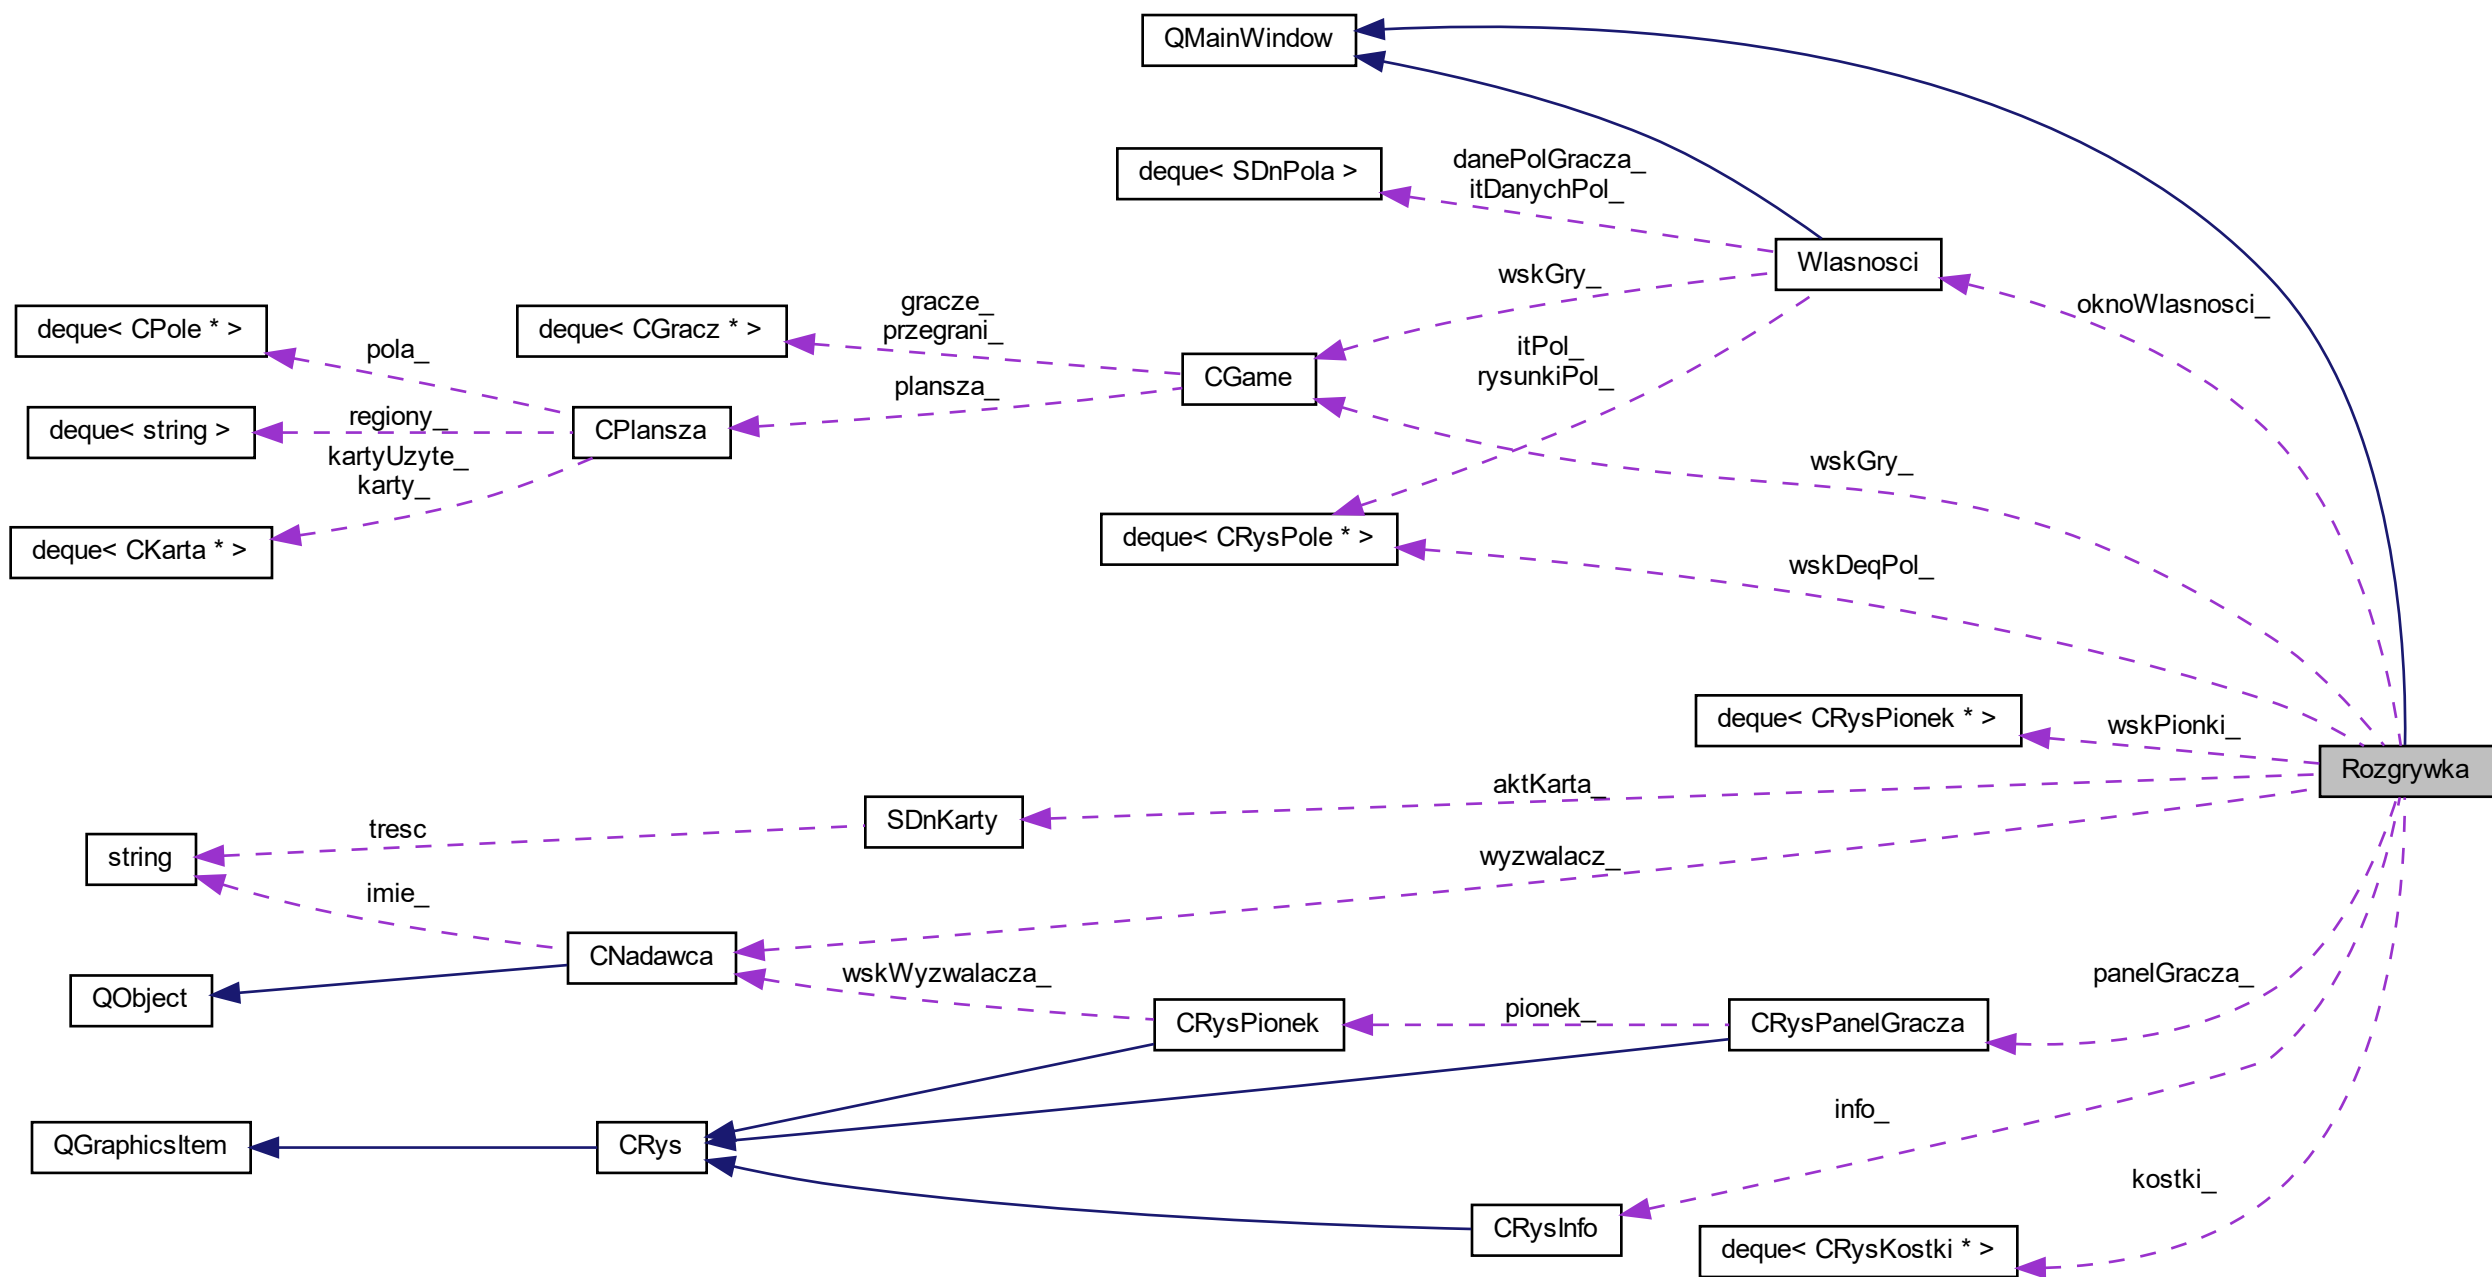 QMainWindow
deque< SDnPola >
danePolGracza_
itDanychPol_
Wlasnosci
oknoWlasnosci_
wskGry_
deque< CPole * >
deque< CGracz * >
gracze_
przegrani_
pola_
itPol_
rysunkiPol_
CGame
plansza_
deque< string >
regiony_
CPlansza
kartyUzyte_
karty_
wskGry_
deque< CKarta * >
deque< CRysPole * >
wskDeqPol_
deque< CRysPionek * >
wskPionki_
Rozgrywka
aktKarta_
SDnKarty
tresc
string
wyzwalacz_
imie_
CNadawca
wskWyzwalacza_
panelGracza_
QObject
CRysPionek
pionek_
CRysPanelGracza
info_
QGraphicsItem
CRys
kostki_
CRysInfo
deque< CRysKostki * >